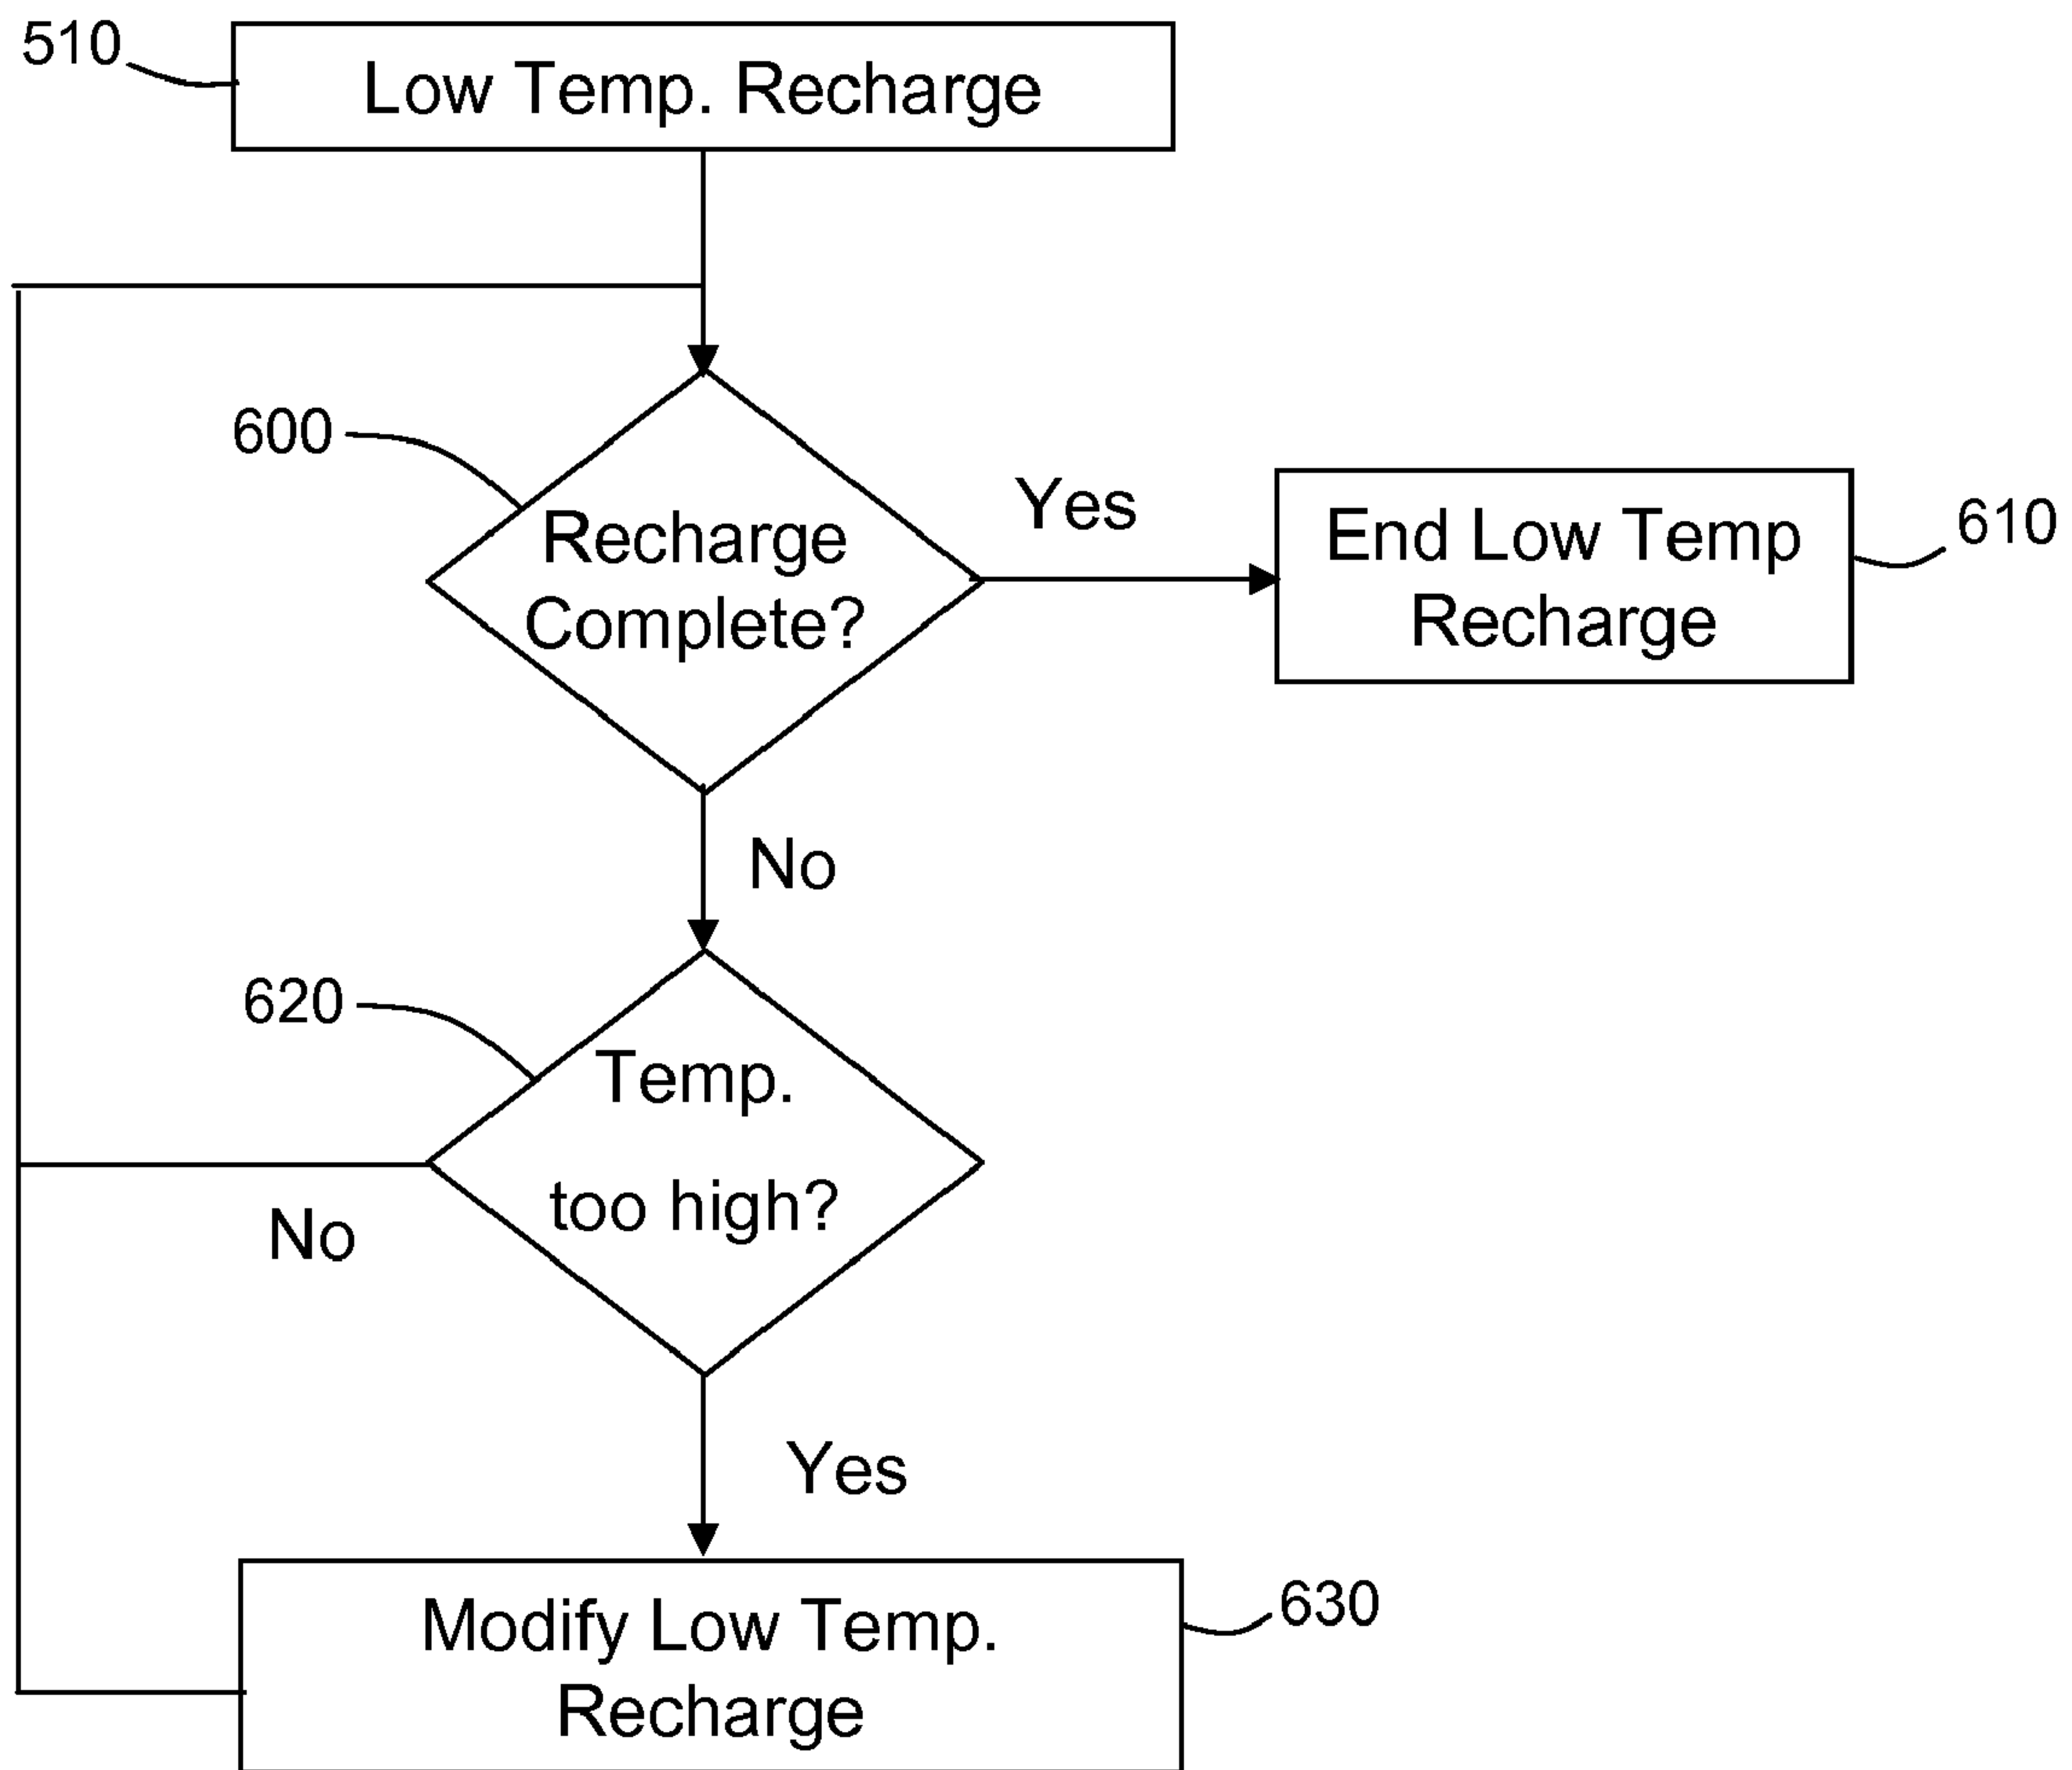 510
Low Temp. Recharge
600
Recharge
Complete?
Yes
End Low Temp
Recharge
610
No
620
Temp.
too high?
No
Yes
Modify Low Temp.
Recharge
630